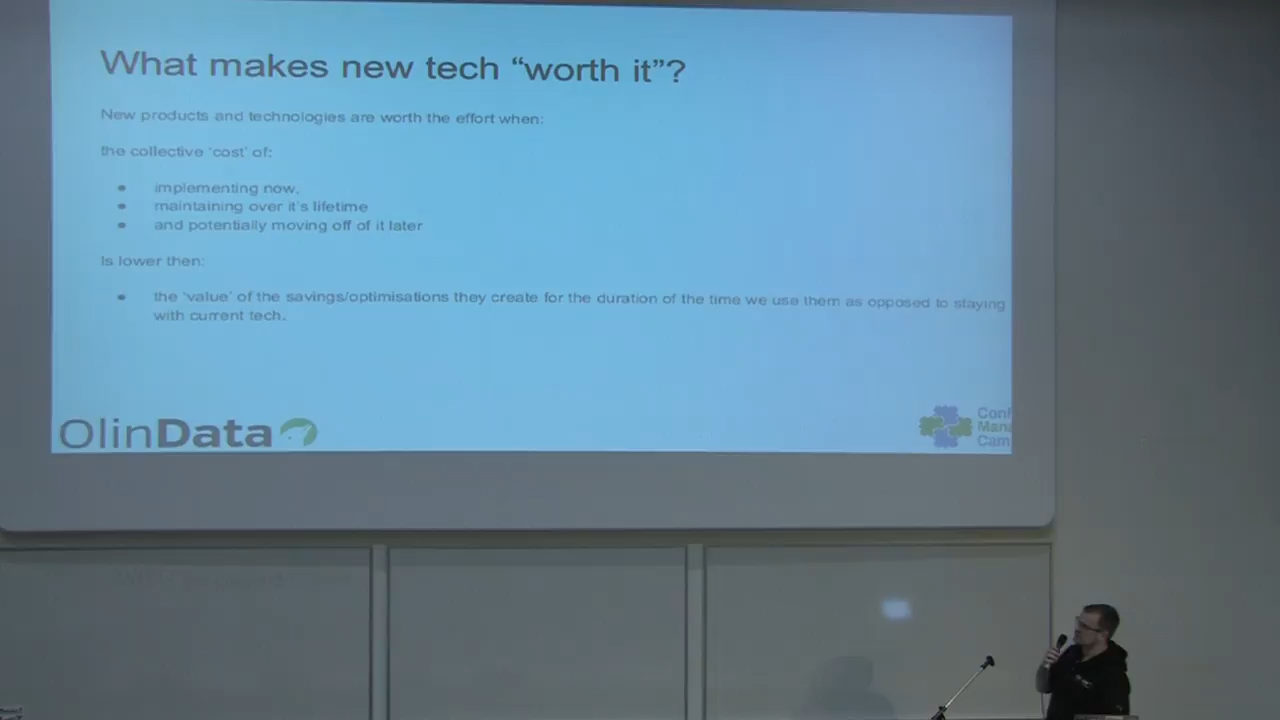 What makes new tech “worth it”?
New products and technologies are worth the effort when:
the collective ‘cost’ of:
implementing now,
maintaining over it’s lifetime
and potentially moving off of it later
Is lower then:
the ‘value’ of the savings/optimisations they create for the duration of the time we use them as opposed to staying
with current tech.
OlinData
Conf
Mana
Cam